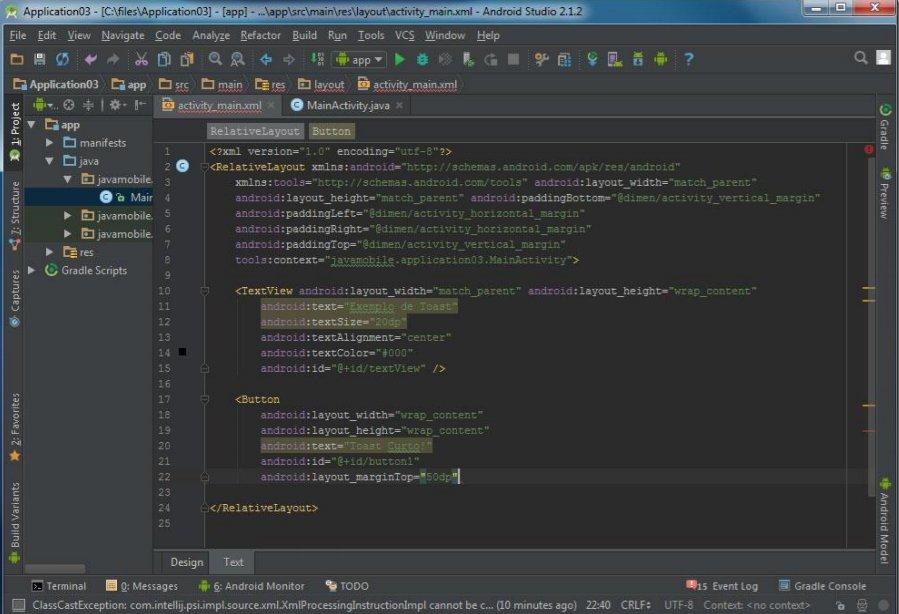 Application03 - [C:\files\Application03] - [app] - ...\app\src\main\res\layout\activity_main.xml - Android Studio 2.1.2
File Edit View Navigate Code Analyze Refactor Build Run Tools VCS Window Help
app
Application03 app src main res layout activity_main.xml
activity_main.xml MainActivity.java
RelativeLayout Button
1: Project
7: Structure
Captures
2: Favorites
Build Variants
app
manifests
java
javamobile.
Mair
javamobile.
javamobile.
res
Gradle Scripts
1 <?xml version="1.0" encoding="utf-8"?>
2 <RelativeLayout xmlns:android="http://schemas.android.com/apk/res/android"
3 xmlns:tools="http://schemas.android.com/tools" android:layout_width="match_parent"
4 android:layout_height="match_parent" android:paddingBottom="@dimen/activity_vertical_margin"
5 android:paddingLeft="@dimen/activity_horizontal_margin"
6 android:paddingRight="@dimen/activity_horizontal_margin"
7 android:paddingTop="@dimen/activity_vertical_margin"
8 tools:context="javamobile.application03.MainActivity">
9
10 <TextView android:layout_width="match_parent" android:layout_height="wrap_content"
11 android:text="Exemplo de Toast"
12 android:textSize="20dp"
13 android:textAlignment="center"
14 android:textColor="#000"
15 android:id="@+id/textView" />
16
17 <Button
18 android:layout_width="wrap_content"
19 android:layout_height="wrap_content"
20 android:text="Toast Curto!"
21 android:id="@+id/button1"
22 android:layout_marginTop="50dp"
23
24 </RelativeLayout>
25
Gradle
Preview
Android Model
Design Text
Terminal 0: Messages 6: Android Monitor TODO 15 Event Log Gradle Console
ClassCastException: com.intellij.psi.impl.source.xml.XmlProcessingInstructionImpl cannot be c... (10 minutes ago) 22:40 CRLF UTF-8 Context: <no context>